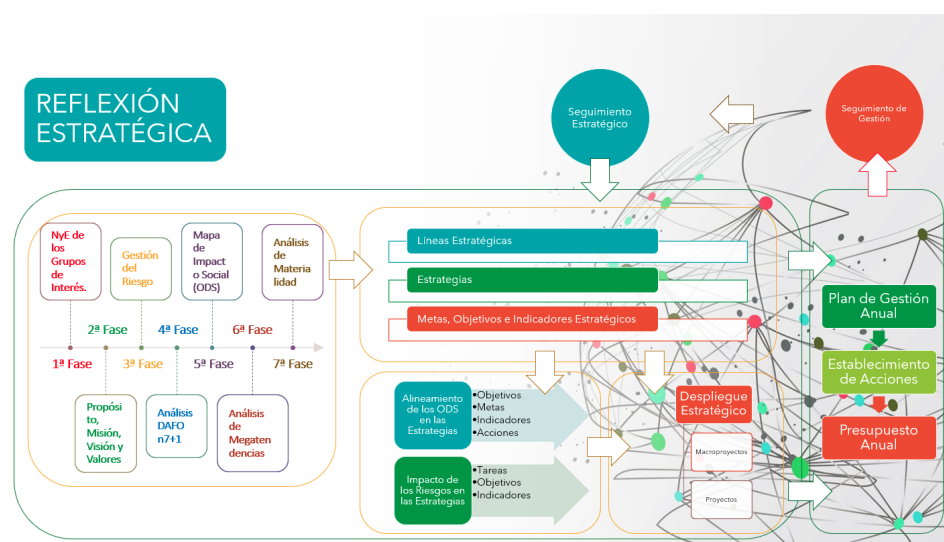 REFLEXIÓN
ESTRATÉGICA
Seguimiento
Estratégico
Seguimiento de
Gestión
NyE de
los
Grupos
de
Interés.
Gestión
del
Riesgo
Mapa
de
Impact
o Social
(ODS)
Análisis
de
Materia
lidad
2ª Fase
4ª Fase
6ª Fase
1ª Fase
3ª Fase
5ª Fase
7ª Fase
Propósi
to,
Misión,
Visión y
Valores
Análisis
DAFO
n7+1
Análisis
de
Megaten
dencias
Líneas Estratégicas
Estrategias
Metas, Objetivos e Indicadores Estratégicos
Alineamiento
de los ODS
en las
Estrategias
•Objetivos
•Metas
•Indicadores
•Acciones
Impacto de
los Riesgos en
las Estrategias
•Tareas
•Objetivos
•Indicadores
Despliegue
Estratégico
Macroproyectos
Proyectos
Plan de Gestión
Anual
Establecimiento
de Acciones
Presupuesto
Anual